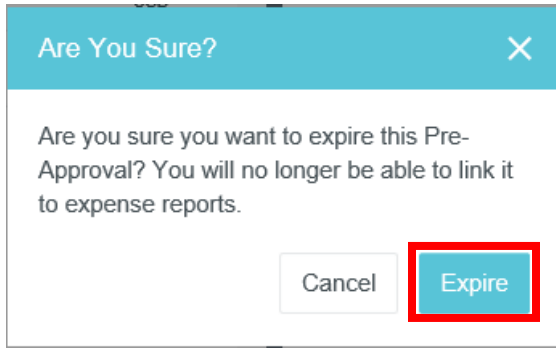 Are You Sure?
Are you sure you want to expire this Pre-
Approval? You will no longer be able to link it
to expense reports.
Cancel
Expire